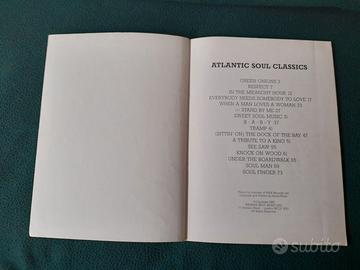 ATLANTIC SOUL CLASSICS
GREEN ONIONS 3
RESPECT 7
IN THE MIDNIGHT HOUR 12
EVERYBODY NEEDS SOMEBODY TO LOVE 17
WHEN A MAN LOVES A WOMAN 23
STAND BY ME 27
SWEET SOUL MUSIC 31
B - A - B - Y 37
TRAMP 41
(SITTIN' ON) THE DOCK OF THE BAY 47
A TRIBUTE TO A KING 51
SEE SAW 55
KNOCK ON WOOD 61
UNDER THE BOARDWALK 65
SOUL MAN 69
SOUL FINGER 73
subito